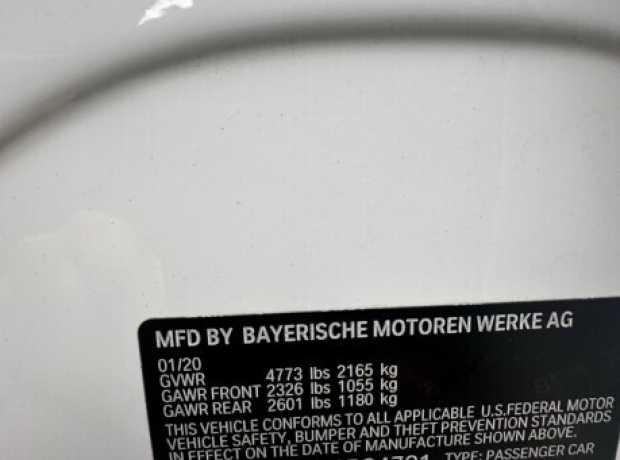 MFD BY BAYERISCHE MOTOREN WERKE AG
01/20
GVWR 4773 lbs 2165 kg
GAWR FRONT 2326 lbs 1055 kg
GAWR REAR 2601 lbs 1180 kg
THIS VEHICLE CONFORMS TO ALL APPLICABLE U.S.FEDERAL MOTOR
VEHICLE SAFETY, BUMPER AND THEFT PREVENTION STANDARDS
IN EFFECT ON THE DATE OF MANUFACTURE SHOWN ABOVE.
TYPE: PASSENGER CAR